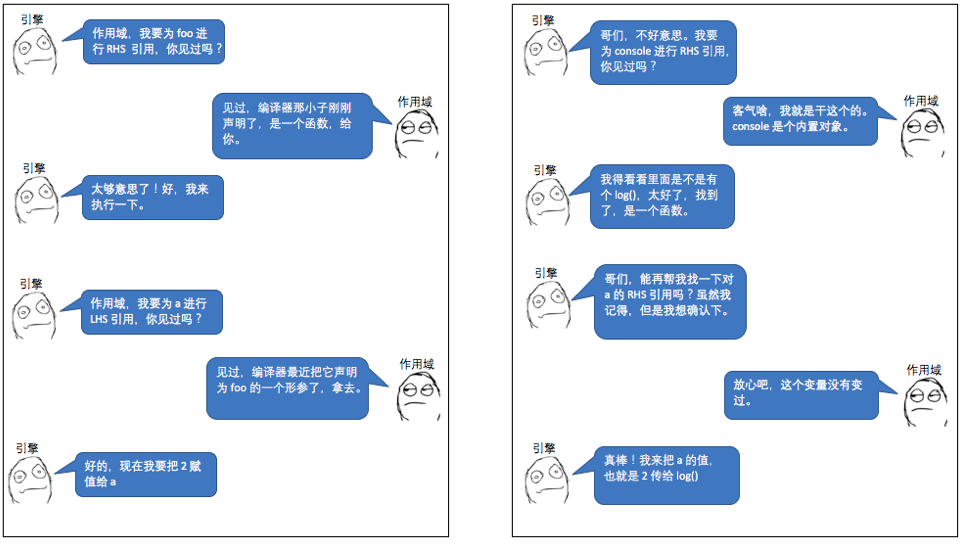 引擎
作用域，我要为 foo 进
行 RHS 引用，你见过吗？
作用域
见过，编译器那小子刚刚
声明了，是一个函数，给
你。
引擎
太够意思了！好，我来
执行一下。
引擎
作用域，我要为 a 进行
LHS 引用，你见过吗？
作用域
见过，编译器最近把它声明
为 foo 的一个形参了，拿去。
引擎
好的，现在我要把 2 赋
值给 a
引擎
哥们，不好意思。我要
为 console 进行 RHS 引用，
你见过吗？
作用域
客气啥，我就是干这个的。
console 是个内置对象。
引擎
我得看看里面是不是有
个 log()，太好了，找到
了，是一个函数。
引擎
哥们，能再帮我找一下对
a 的 RHS 引用吗？虽然我
记得，但是我想确认下。
作用域
放心吧，这个变量没有变
过。
引擎
真棒！我来把 a 的值，
也就是 2 传给 log()